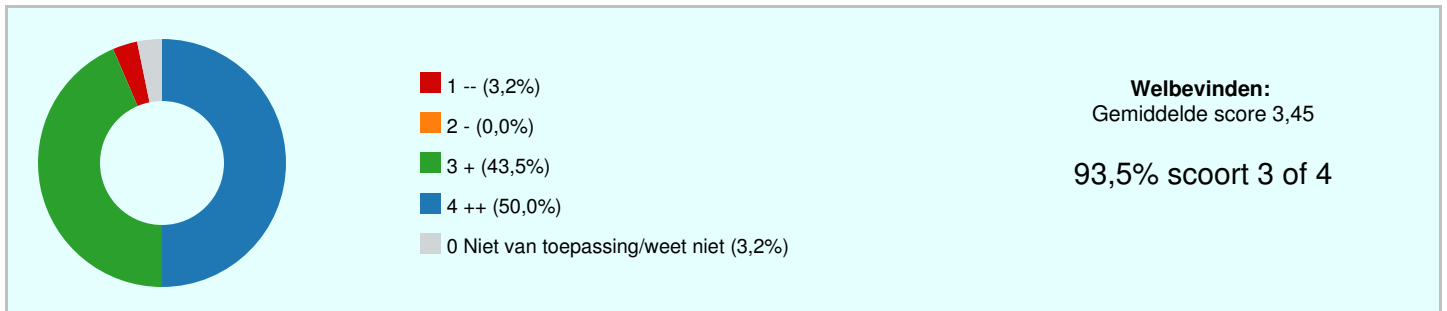 1 -- (3,2%)
2 - (0,0%)
3 + (43,5%)
4 ++ (50,0%)
0 Niet van toepassing/weet niet (3,2%)
Welbevinden:
Gemiddelde score 3,45
93,5% scoort 3 of 4